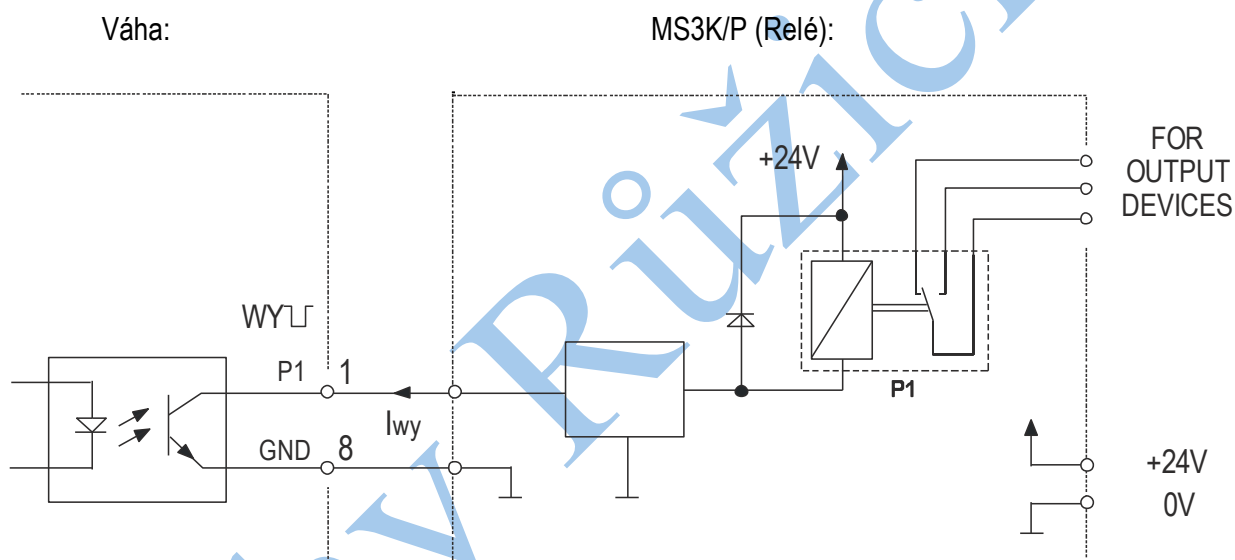 Váha:
MS3K/P (Relé):
FOR
OUTPUT
DEVICES
+24V
WY
P1
1
P1
Iwy
GND
8
+24V
0V